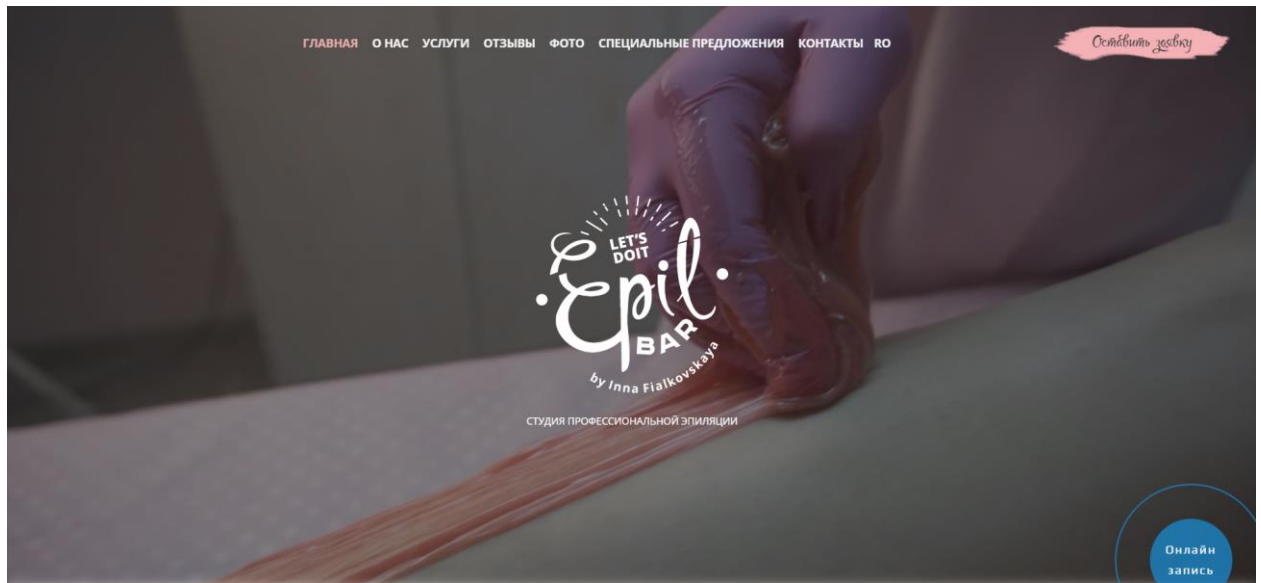 ГЛАВНАЯ О НАС УСЛУГИ ОТЗЫВЫ ФОТО СПЕЦИАЛЬНЫЕ ПРЕДЛОЖЕНИЯ КОНТАКТЫ RO
Оставить заявку
LET'S
DOIT
Epil
BAR
by Inna Fialkovskaya
СТУДИЯ ПРОФЕССИОНАЛЬНОЙ ЭПИЛЯЦИИ
Онлайн
запись